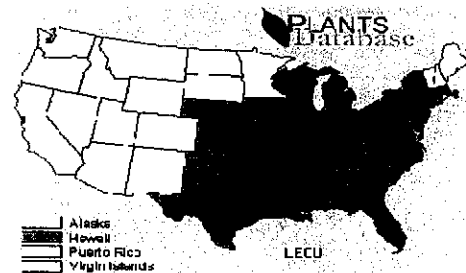 PLANTS
Database
Alaska
Hawaii
Puerto Rico
Virgin Islands
LECU